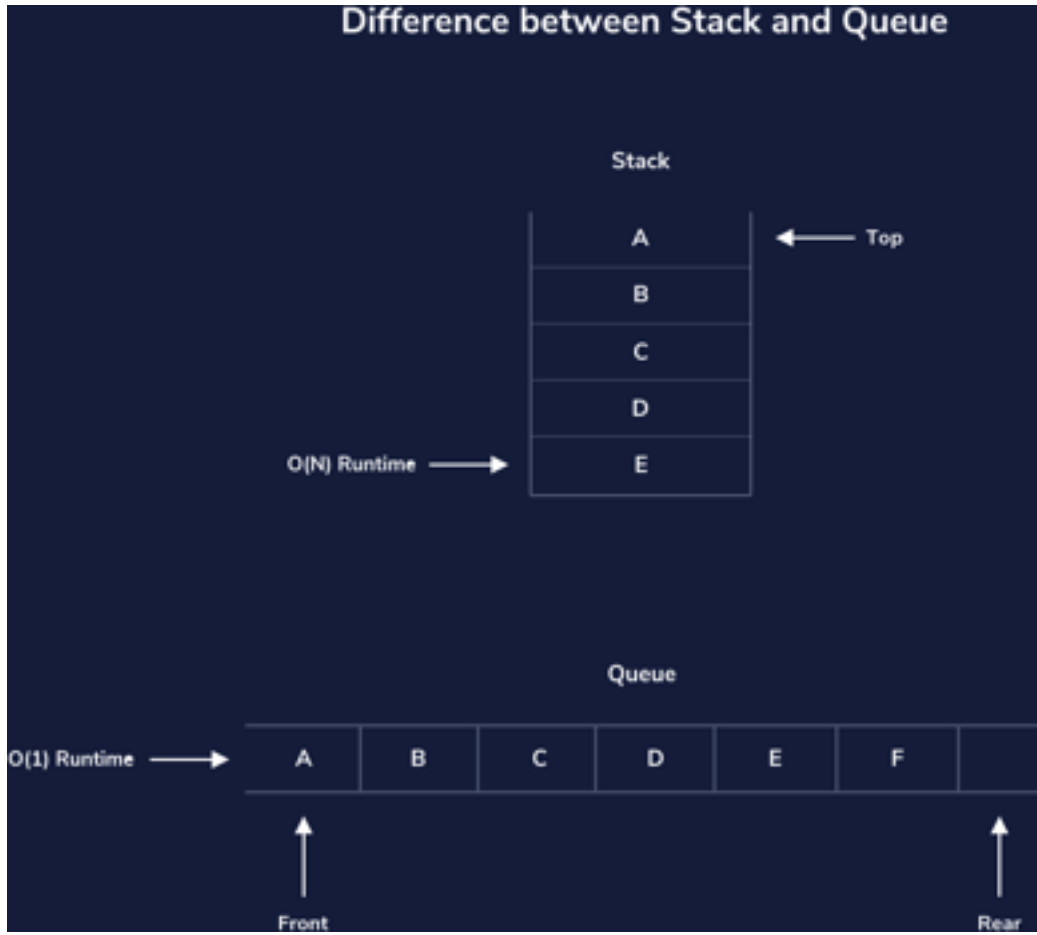 Difference between Stack and Queue
Stack
A
Top
B
C
D
O(N) Runtime
E
Queue
O(1) Runtime
A
B
C
D
E
F
Front
Rear